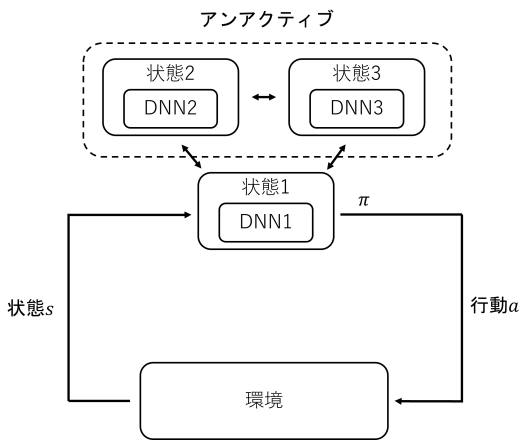 アンアクティブ
状態2
DNN2
状態3
DNN3
状態1
DNN1
π
状態s
行動a
環境